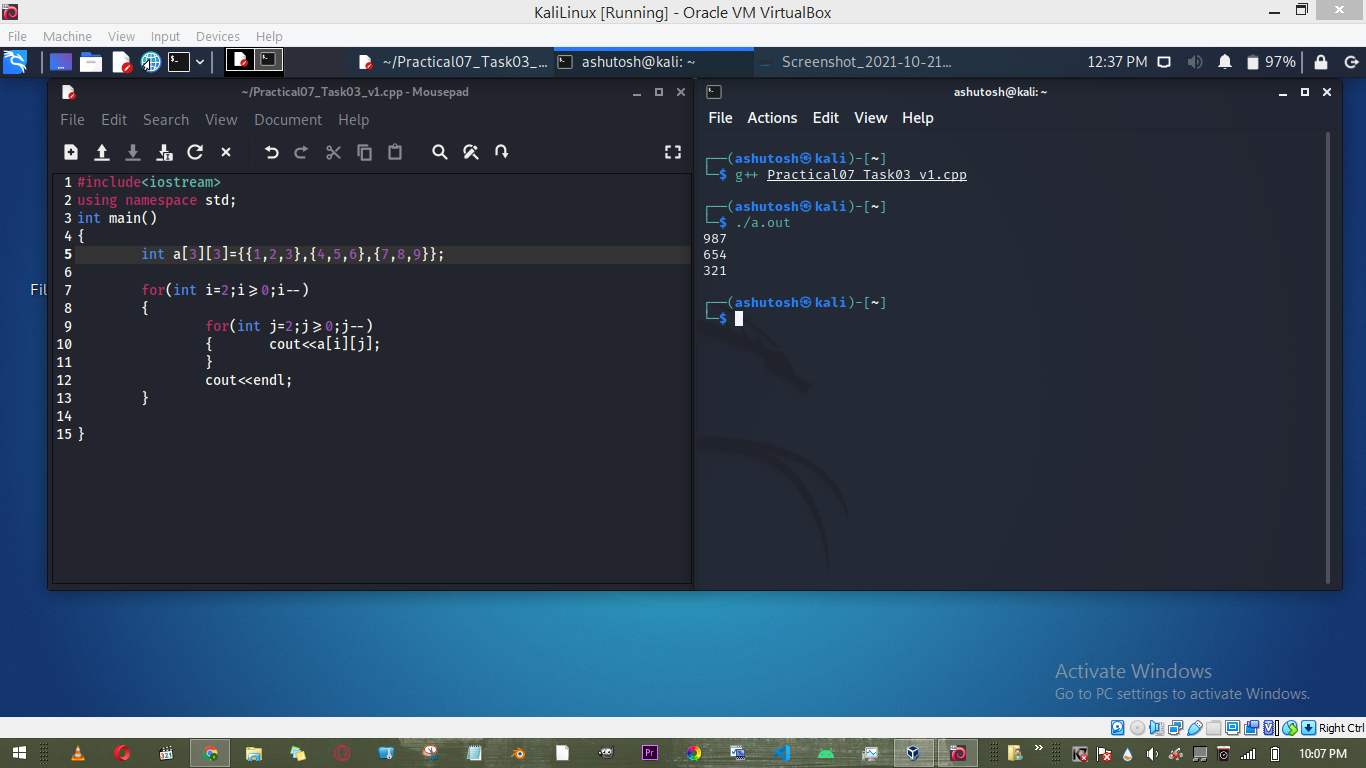 KaliLinux [Running] - Oracle VM VirtualBox
File Machine View Input Devices Help
~/Practical07_Task03_... ashutosh@kali: ~ Screenshot_2021-10-21... 12:37 PM 97%
~/Practical07_Task03_v1.cpp - Mousepad
File Edit Search View Document Help
1 #include<iostream>
2 using namespace std;
3 int main()
4 {
5 int a[3][3]={{1,2,3},{4,5,6},{7,8,9}};
6
7 for(int i=2;i>=0;i--)
8 {
9 for(int j=2;j>=0;j--)
10 { cout<<a[i][j];
11 }
12 cout<<endl;
13 }
14
15 }
Fil
ashutosh@kali: ~
File Actions Edit View Help
┌──(ashutosh㉿kali)-[~]
└─$ g++ Practical07_Task03_v1.cpp
┌──(ashutosh㉿kali)-[~]
└─$ ./a.out
987
654
321
┌──(ashutosh㉿kali)-[~]
└─$
Activate Windows
Go to PC settings to activate Windows.
Right Ctrl
Pr
10:07 PM